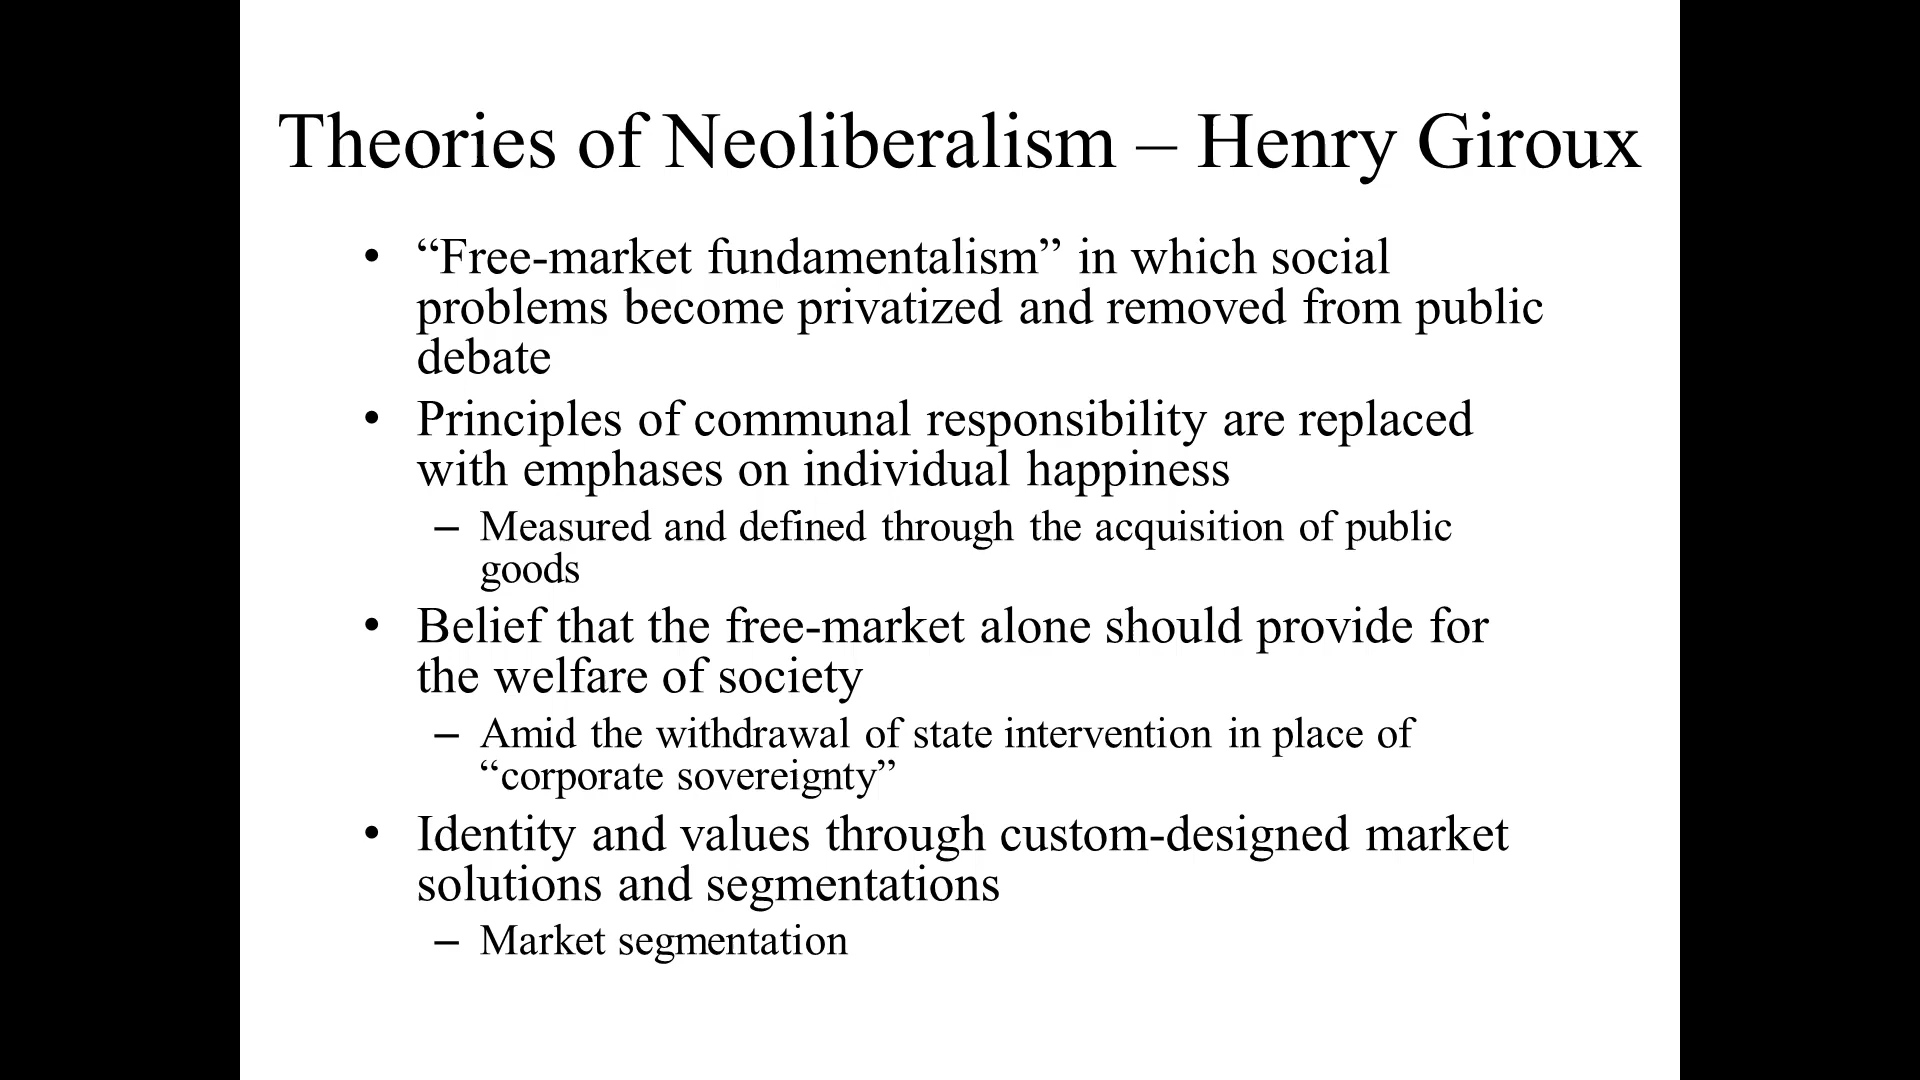 Theories of Neoliberalism – Henry Giroux
• “Free-market fundamentalism” in which social
problems become privatized and removed from public
debate
• Principles of communal responsibility are replaced
with emphases on individual happiness
– Measured and defined through the acquisition of public
goods
• Belief that the free-market alone should provide for
the welfare of society
– Amid the withdrawal of state intervention in place of
“corporate sovereignty”
• Identity and values through custom-designed market
solutions and segmentations
– Market segmentation